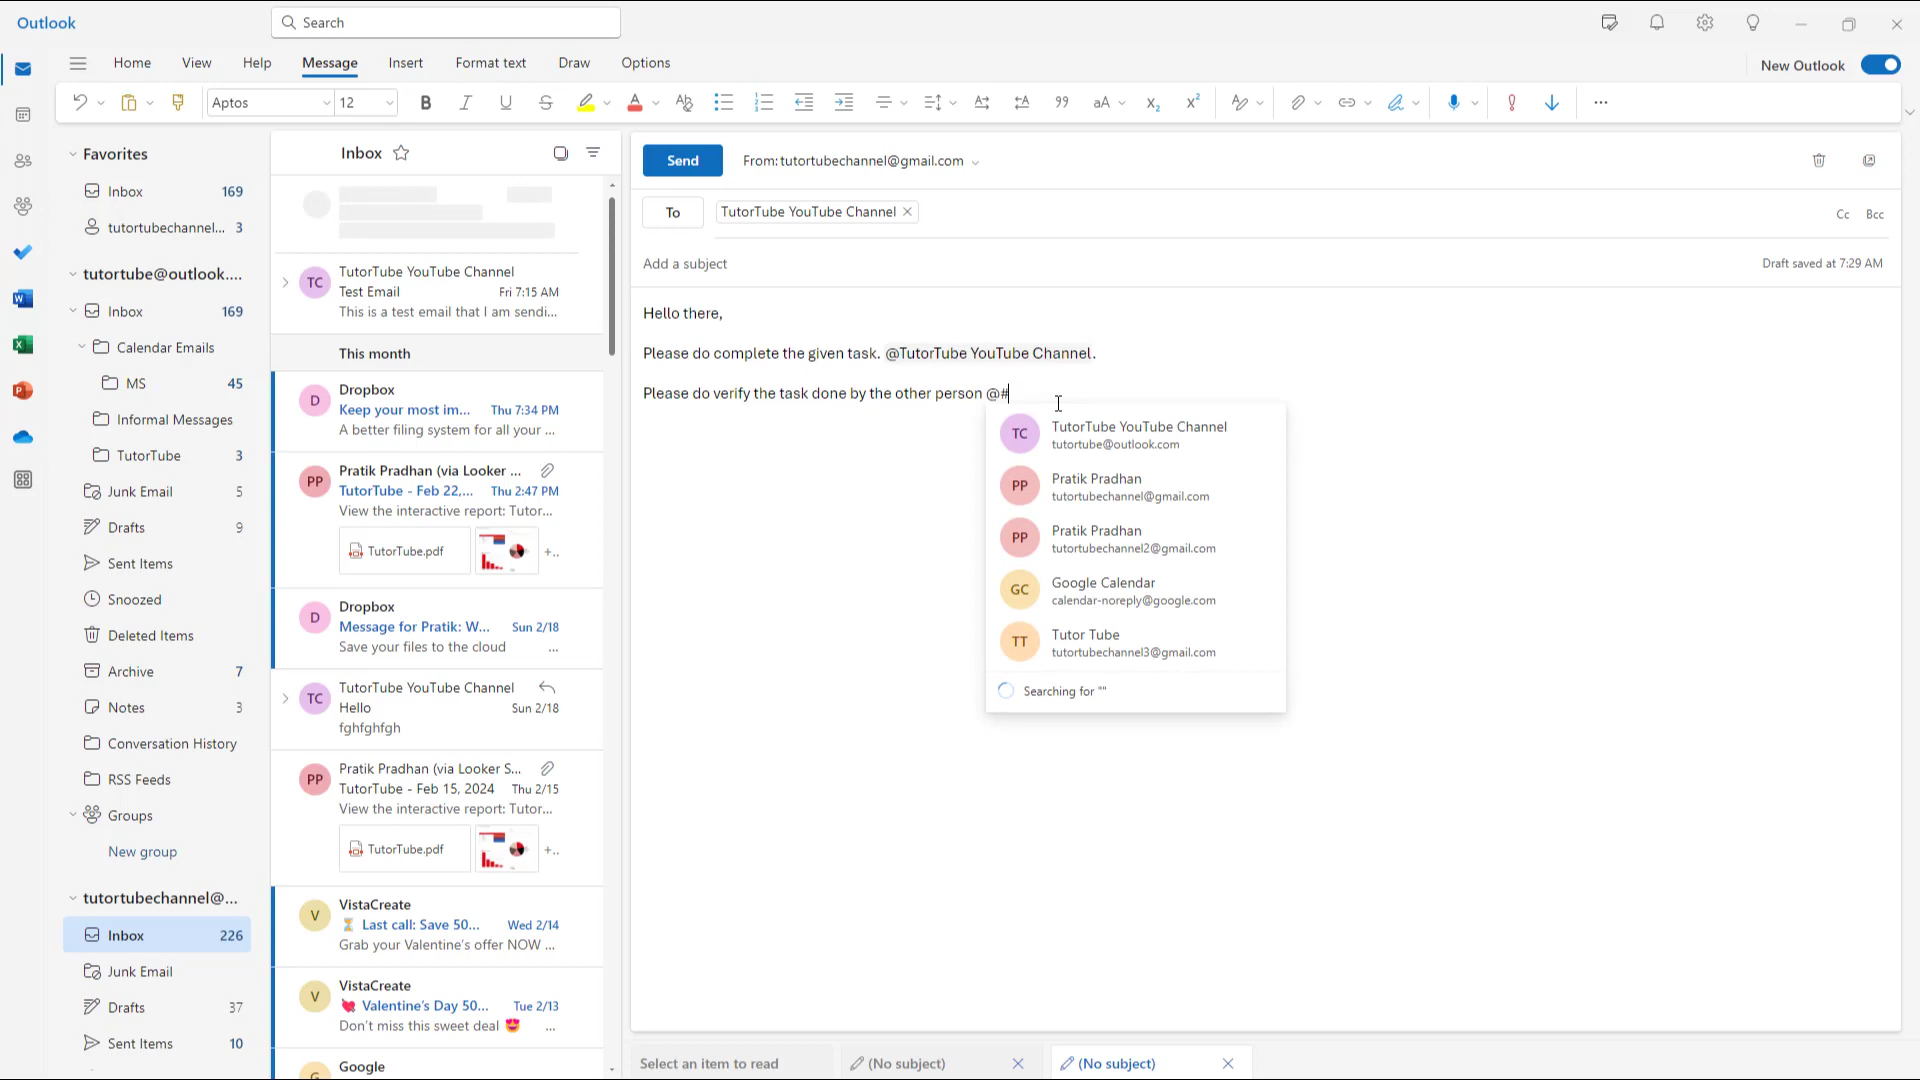 Outlook
Search
Home View Help Message Insert Format text Draw Options
New Outlook
Aptos 12
Favorites
Inbox 169
tutortubechannel... 3
tutortube@outlook....
Inbox 169
Calendar Emails
MS 45
Informal Messages
TutorTube 3
Junk Email 5
Drafts 9
Sent Items
Snoozed
Deleted Items
Archive 7
Notes 3
Conversation History
RSS Feeds
Groups
New group
tutortubechannel@...
Inbox 226
Junk Email
Drafts 37
Sent Items 10
Inbox
TC
TutorTube YouTube Channel
Test Email Fri 7:15 AM
This is a test email that I am sendi...
This month
D
Dropbox
Keep your most im... Thu 7:34 PM
A better filing system for all your ...
PP
Pratik Pradhan (via Looker ...
TutorTube - Feb 22,... Thu 2:47 PM
View the interactive report: Tutor...
TutorTube.pdf +..
D
Dropbox
Message for Pratik: W... Sun 2/18
Save your files to the cloud ...
TC
TutorTube YouTube Channel
Hello Sun 2/18
fghfghfgh
PP
Pratik Pradhan (via Looker S...
TutorTube - Feb 15, 2024 Thu 2/15
View the interactive report: Tutor...
TutorTube.pdf +..
V
VistaCreate
⏳ Last call: Save 50... Wed 2/14
Grab your Valentine's offer NOW ...
V
VistaCreate
💘 Valentine's Day 50... Tue 2/13
Don't miss this sweet deal 😍 ...
G
Google
Send From: tutortubechannel@gmail.com
To TutorTube YouTube Channel Cc Bcc
Add a subject Draft saved at 7:29 AM
Hello there,
Please do complete the given task. @TutorTube YouTube Channel.
Please do verify the task done by the other person @#
TC
TutorTube YouTube Channel
tutortube@outlook.com
PP
Pratik Pradhan
tutortubechannel@gmail.com
PP
Pratik Pradhan
tutortubechannel2@gmail.com
GC
Google Calendar
calendar-noreply@google.com
TT
Tutor Tube
tutortubechannel3@gmail.com
Searching for ""
Select an item to read (No subject) (No subject)